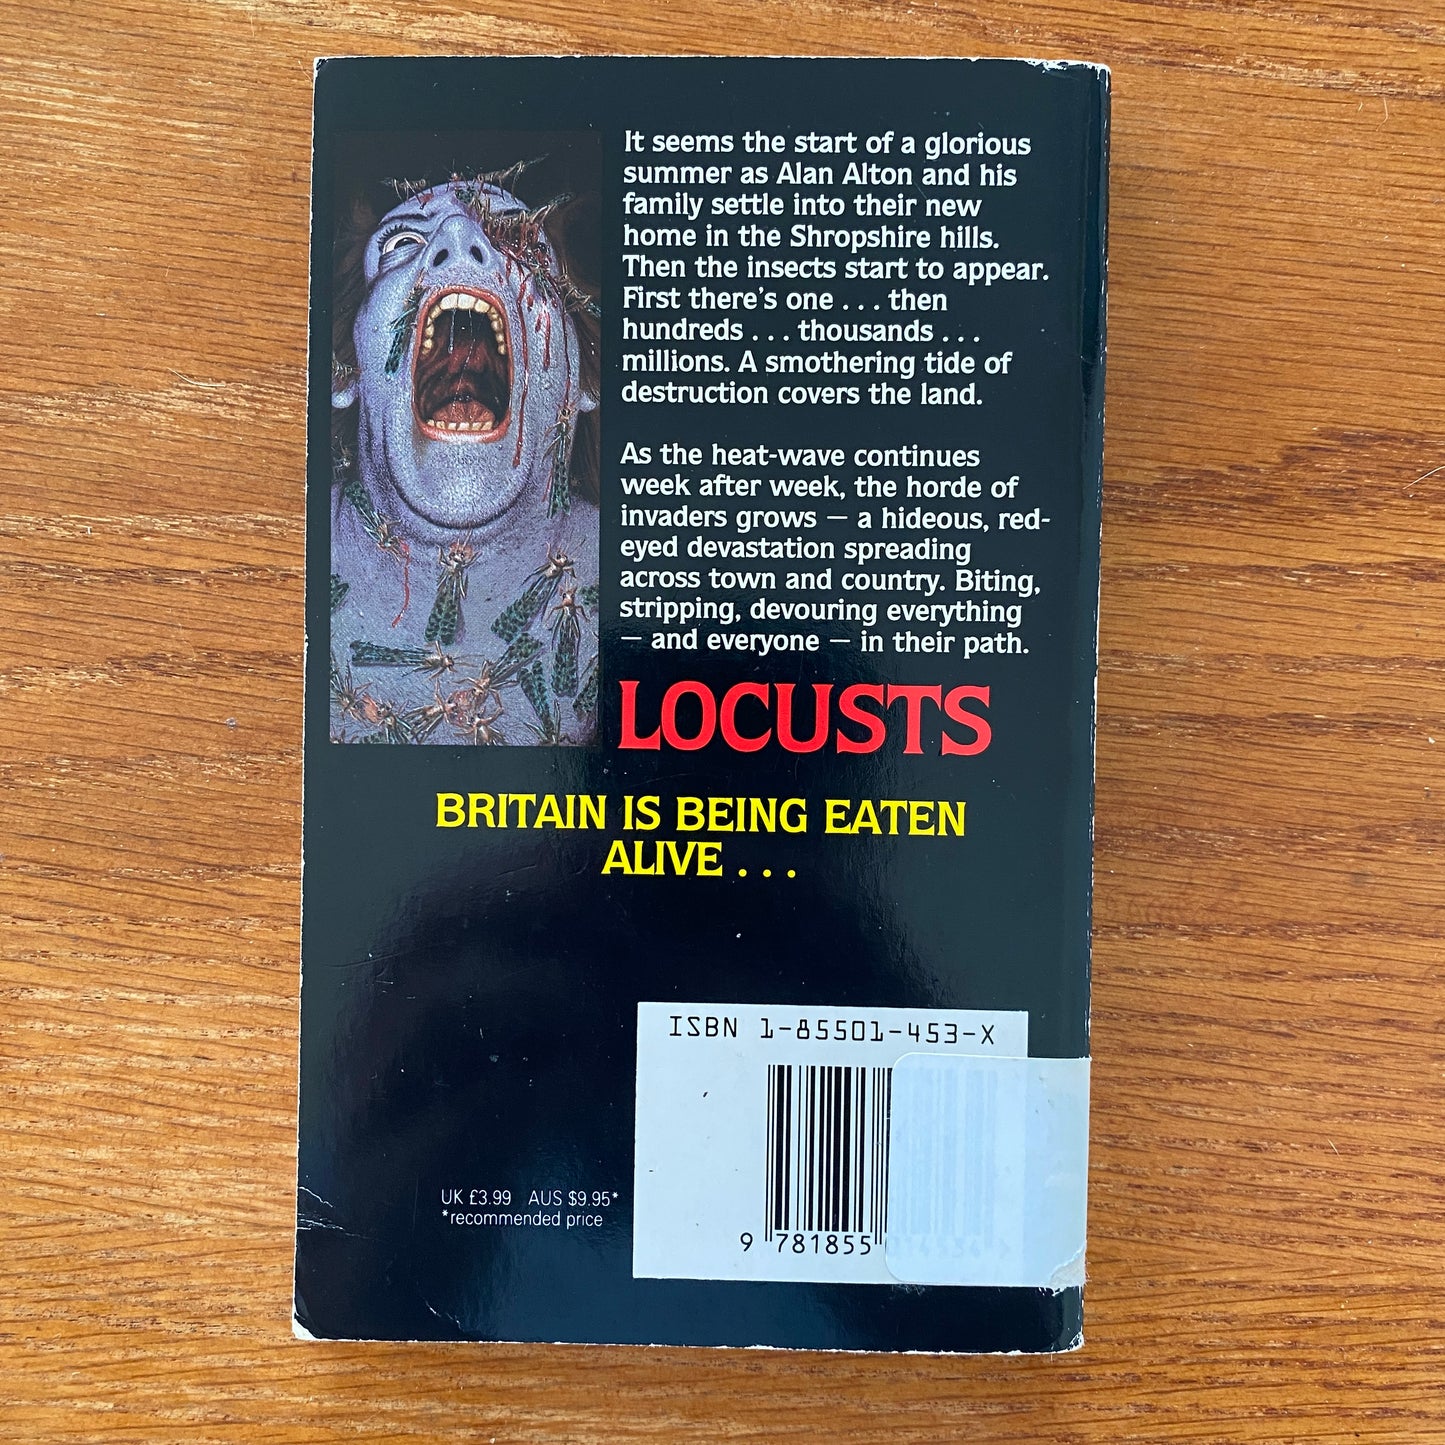 It seems the start of a glorious
summer as Alan Alton and his
family settle into their new
home in the Shropshire hills.
Then the insects start to appear.
First there's one . . . then
hundreds . . . thousands . . .
millions. A smothering tide of
destruction covers the land.
As the heat-wave continues
week after week, the horde of
invaders grows — a hideous, red-
eyed devastation spreading
across town and country. Biting,
stripping, devouring everything
— and everyone — in their path.
LOCUSTS
BRITAIN IS BEING EATEN
ALIVE . . .
ISBN 1-85501-453-X
UK £3.99 AUS $9.95*
*recommended price
9 781855